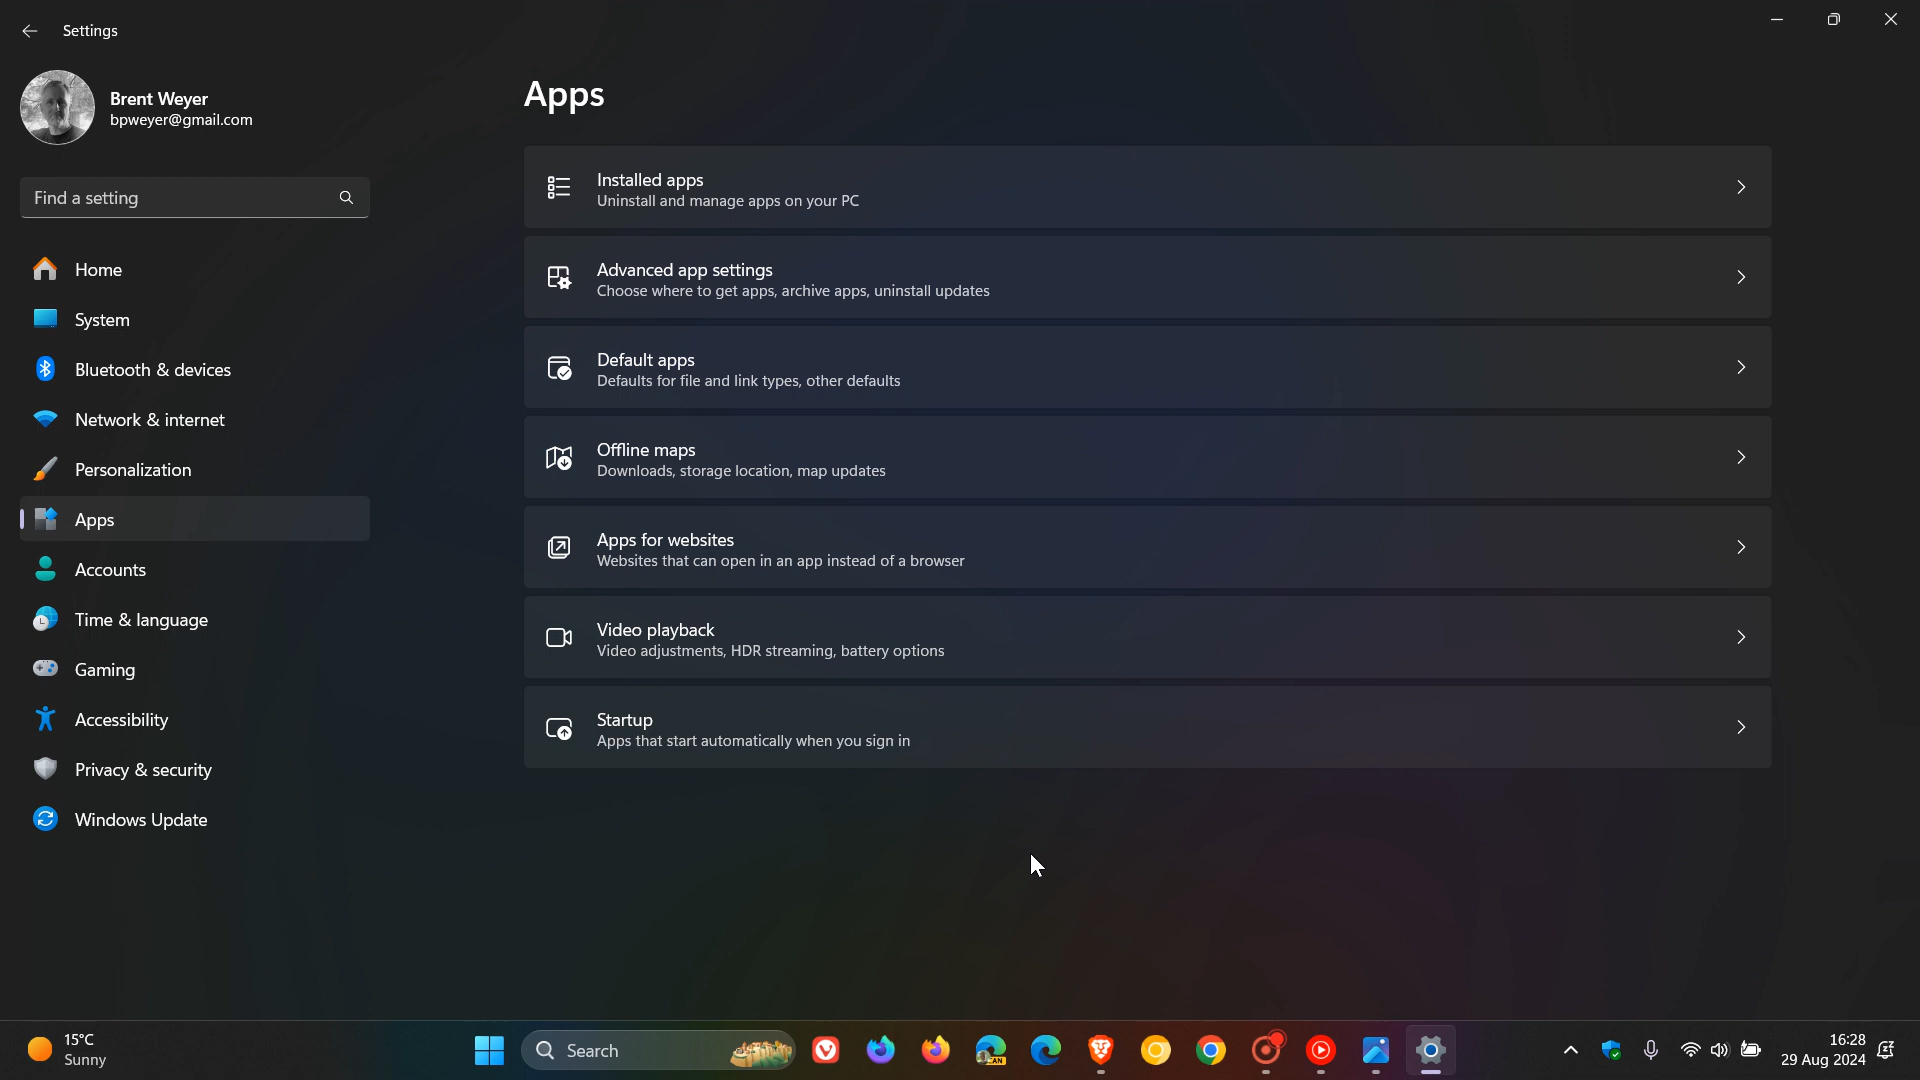 Settings
Brent Weyer
bpweyer@gmail.com
Find a setting
Home
System
Bluetooth & devices
Network & internet
Personalization
Apps
Accounts
Time & language
Gaming
Accessibility
Privacy & security
Windows Update
Apps
Installed apps
Uninstall and manage apps on your PC
Advanced app settings
Choose where to get apps, archive apps, uninstall updates
Default apps
Defaults for file and link types, other defaults
Offline maps
Downloads, storage location, map updates
Apps for websites
Websites that can open in an app instead of a browser
Video playback
Video adjustments, HDR streaming, battery options
Startup
Apps that start automatically when you sign in
15°C
Sunny
Search
16:28
29 Aug 2024